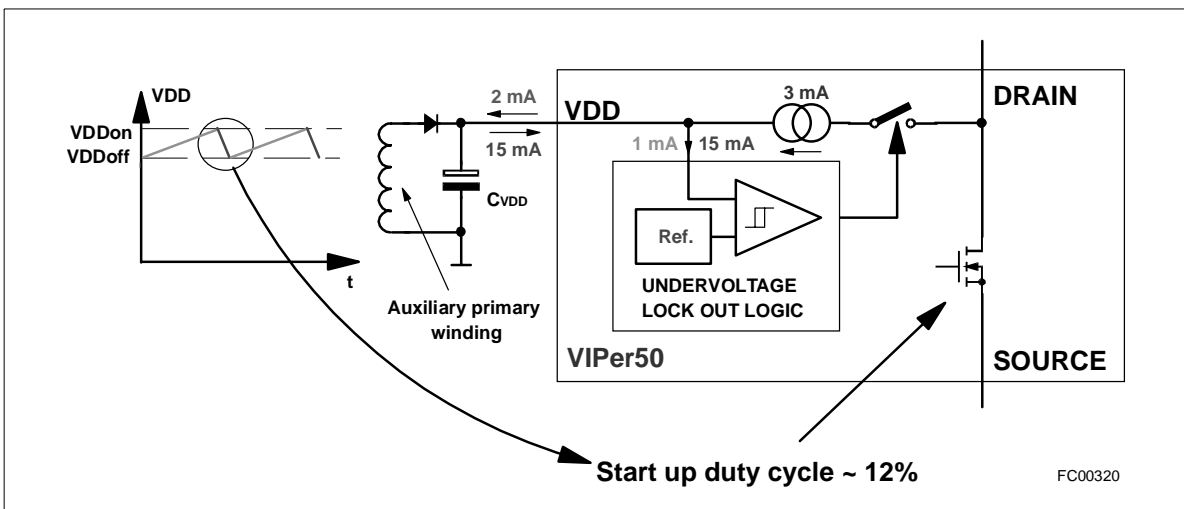 VDD
VDDon
VDDoff
t
2 mA
15 mA
CVDD
Auxiliary primary
winding
VDD
3 mA
DRAIN
1 mA 15 mA
Ref.
UNDERVOLTAGE
LOCK OUT LOGIC
VIPer50
SOURCE
Start up duty cycle ~ 12%
FC00320